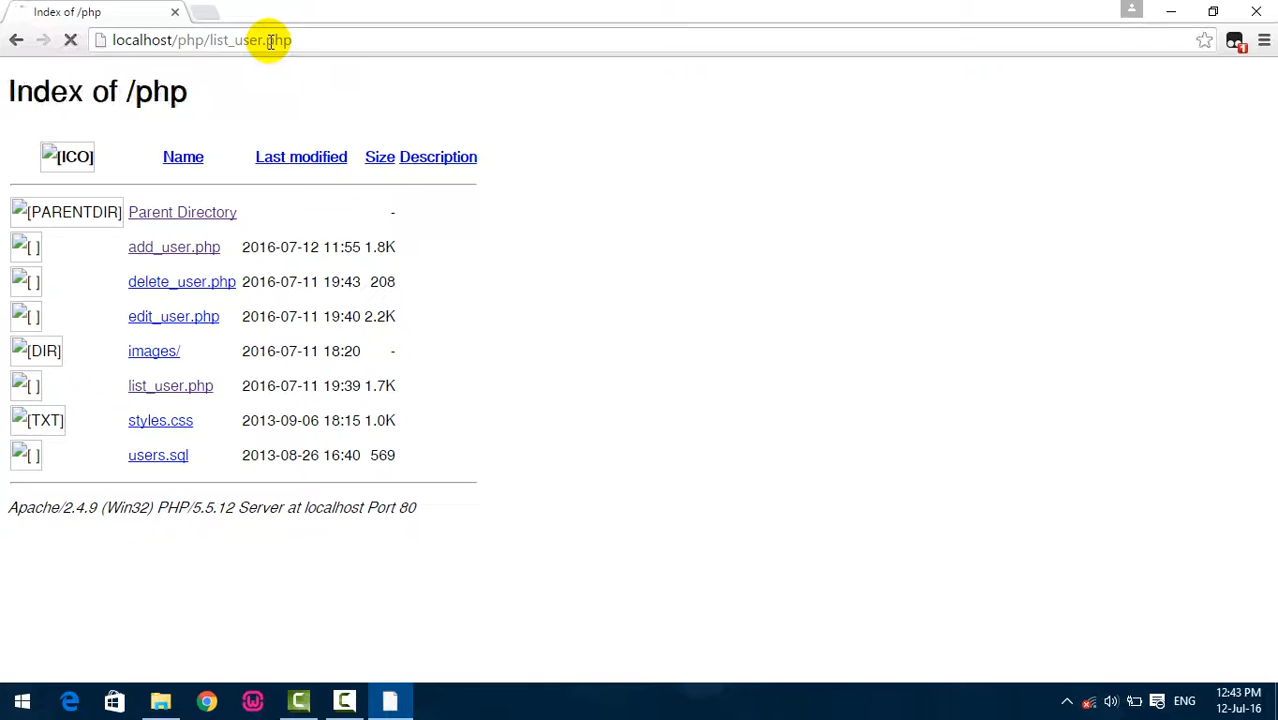 Index of /php
localhost/php/list_user.php
Index of /php
[ICO] Name Last modified Size Description
[PARENTDIR] Parent Directory -
[ ] add_user.php 2016-07-12 11:55 1.8K
[ ] delete_user.php 2016-07-11 19:43 208
[ ] edit_user.php 2016-07-11 19:40 2.2K
[DIR] images/ 2016-07-11 18:20 -
[ ] list_user.php 2016-07-11 19:39 1.7K
[TXT] styles.css 2013-09-06 18:15 1.0K
[ ] users.sql 2013-08-26 16:40 569
Apache/2.4.9 (Win32) PHP/5.5.12 Server at localhost Port 80
ENG
12:43 PM
12-Jul-16